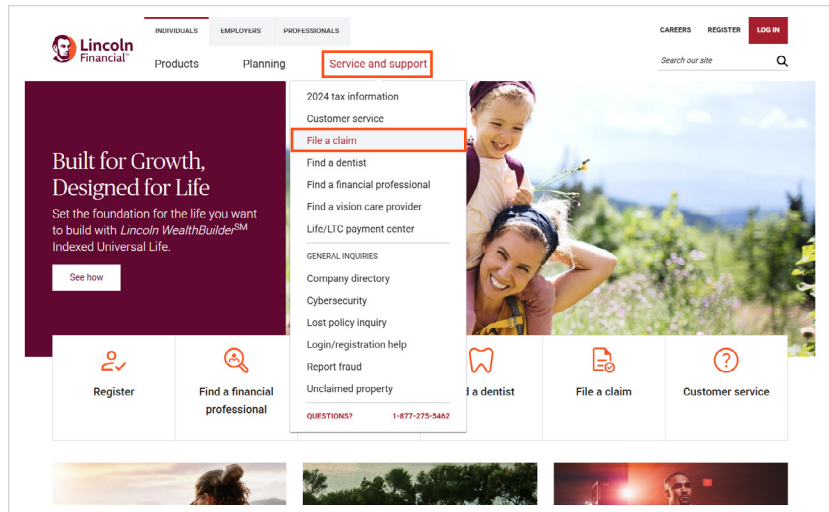 INDIVIDUALS EMPLOYERS PROFESSIONALS
CAREERS REGISTER LOG IN
Lincoln
Financial™
Products Planning Service and support
Search our site
2024 tax information
Customer service
File a claim
Find a dentist
Find a financial professional
Find a vision care provider
Life/LTC payment center
GENERAL INQUIRIES
Company directory
Cybersecurity
Lost policy inquiry
Login/registration help
Report fraud
Unclaimed property
QUESTIONS? 1-877-275-5462
Built for Growth,
Designed for Life
Set the foundation for the life you want
to build with Lincoln WealthBuilder℠
Indexed Universal Life.
See how
Register
Find a financial
professional
a dentist
File a claim
Customer service